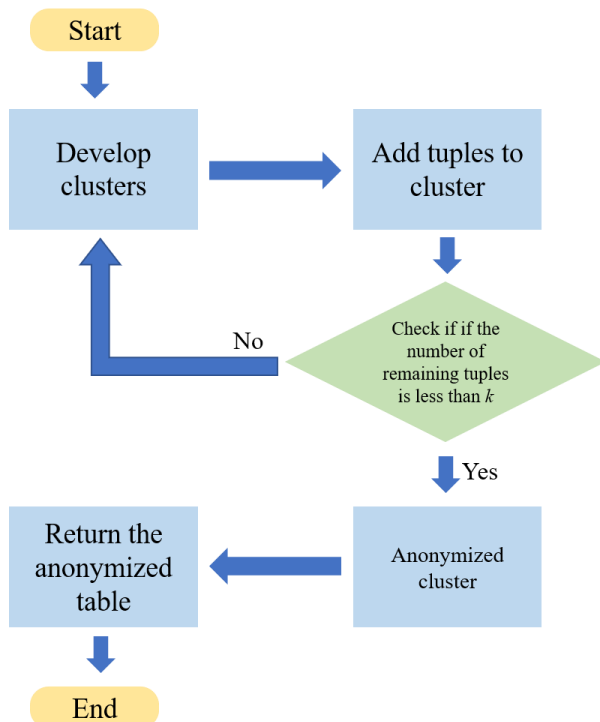 Start
Develop
clusters
Add tuples to
cluster
Check if if the
number of
remaining tuples
is less than k
No
Yes
Anonymized
cluster
Return the
anonymized
table
End